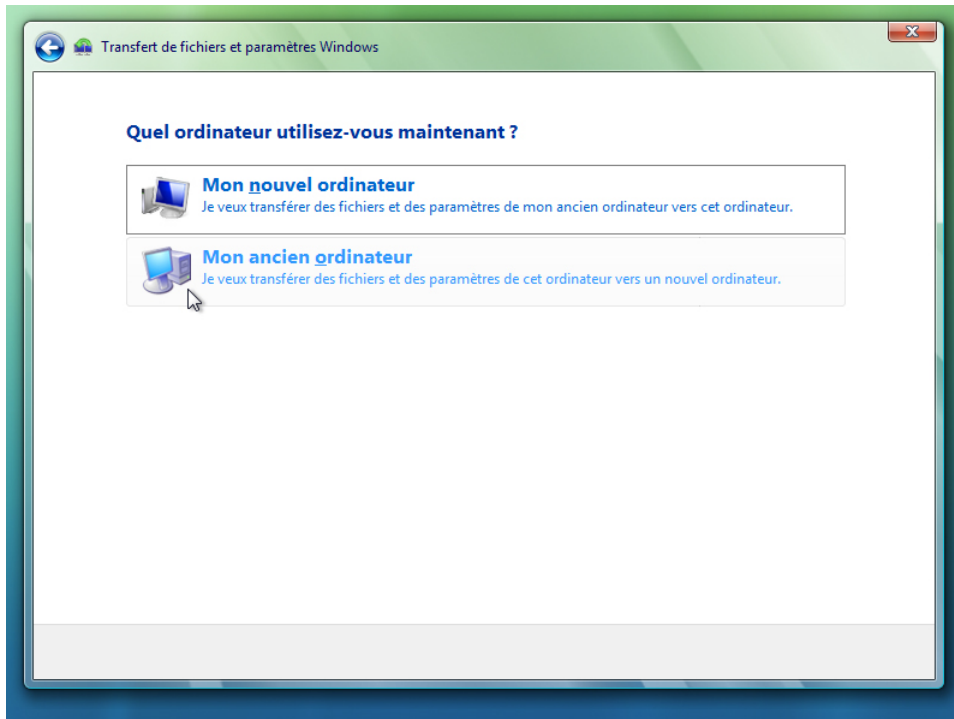 Transfert de fichiers et paramètres Windows
Quel ordinateur utilisez-vous maintenant ?
Mon nouvel ordinateur
Je veux transférer des fichiers et des paramètres de mon ancien ordinateur vers cet ordinateur.
Mon ancien ordinateur
Je veux transférer des fichiers et des paramètres de cet ordinateur vers un nouvel ordinateur.